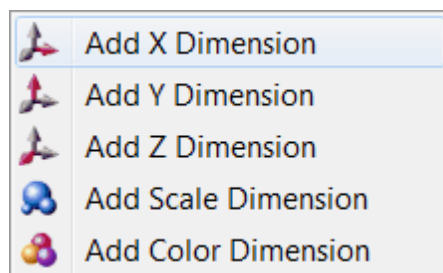 Add X Dimension
Add Y Dimension
Add Z Dimension
Add Scale Dimension
Add Color Dimension